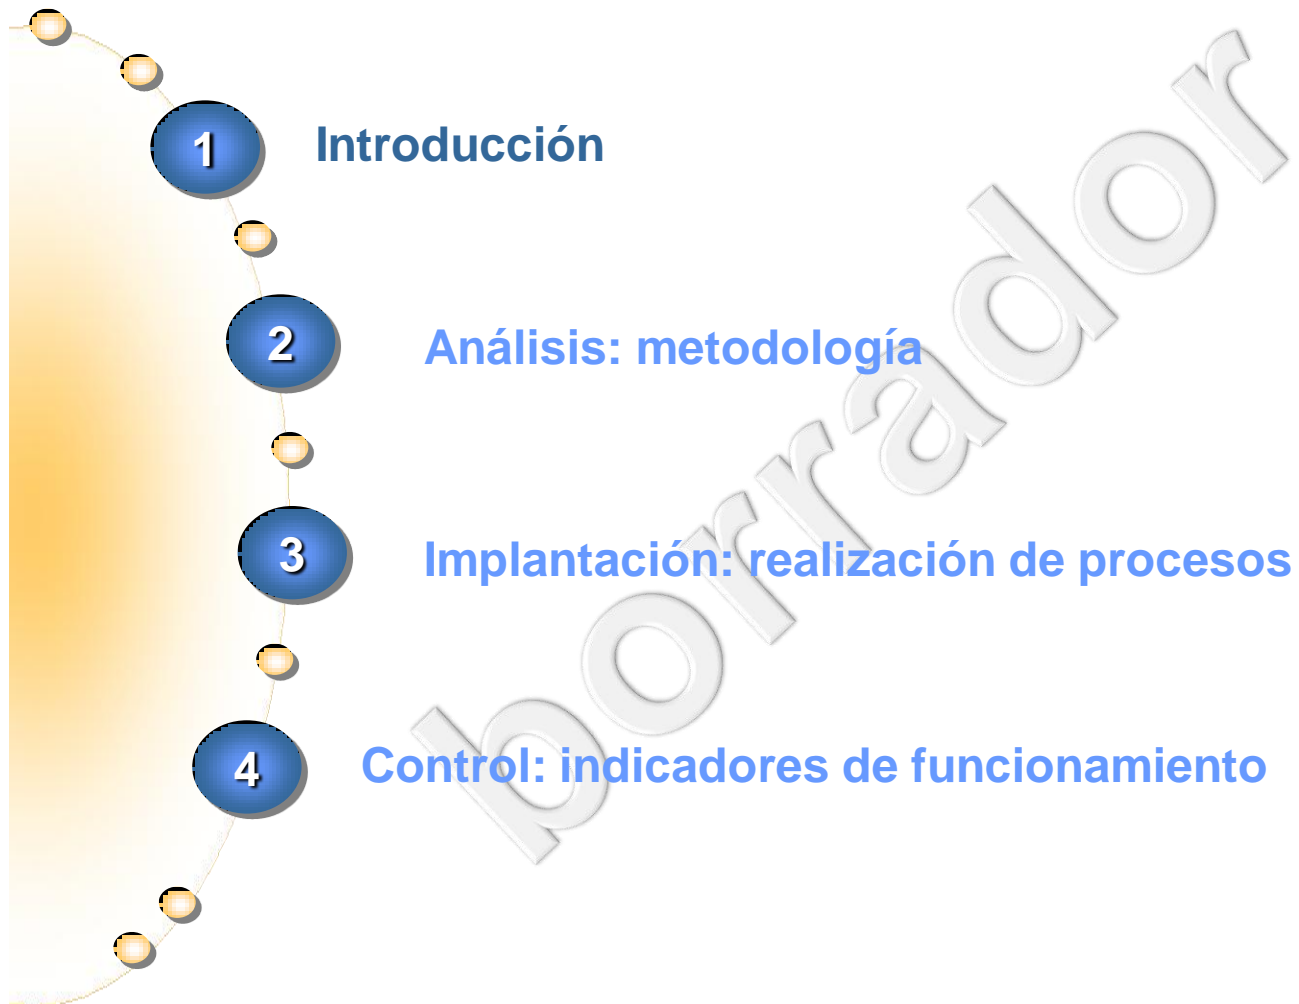 1 Introducción
2 Análisis: metodología
3 Implantación: realización de procesos
4 Control: indicadores de funcionamiento
borrador